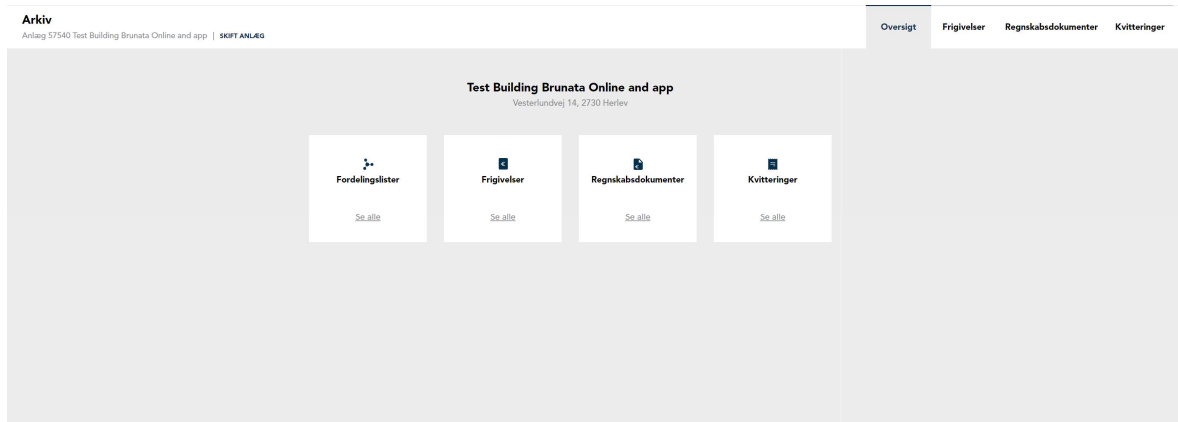 Arkiv
Anlæg 57540 Test Building Brunata Online and app | SKIFT ANLÆG
Oversigt Frigivelser Regnskabsdokumenter Kvitteringer
Test Building Brunata Online and app
Vesterlundvej 14, 2730 Herlev
Fordelingslister Frigivelser Regnskabsdokumenter Kvitteringer
Se alle Se alle Se alle Se alle